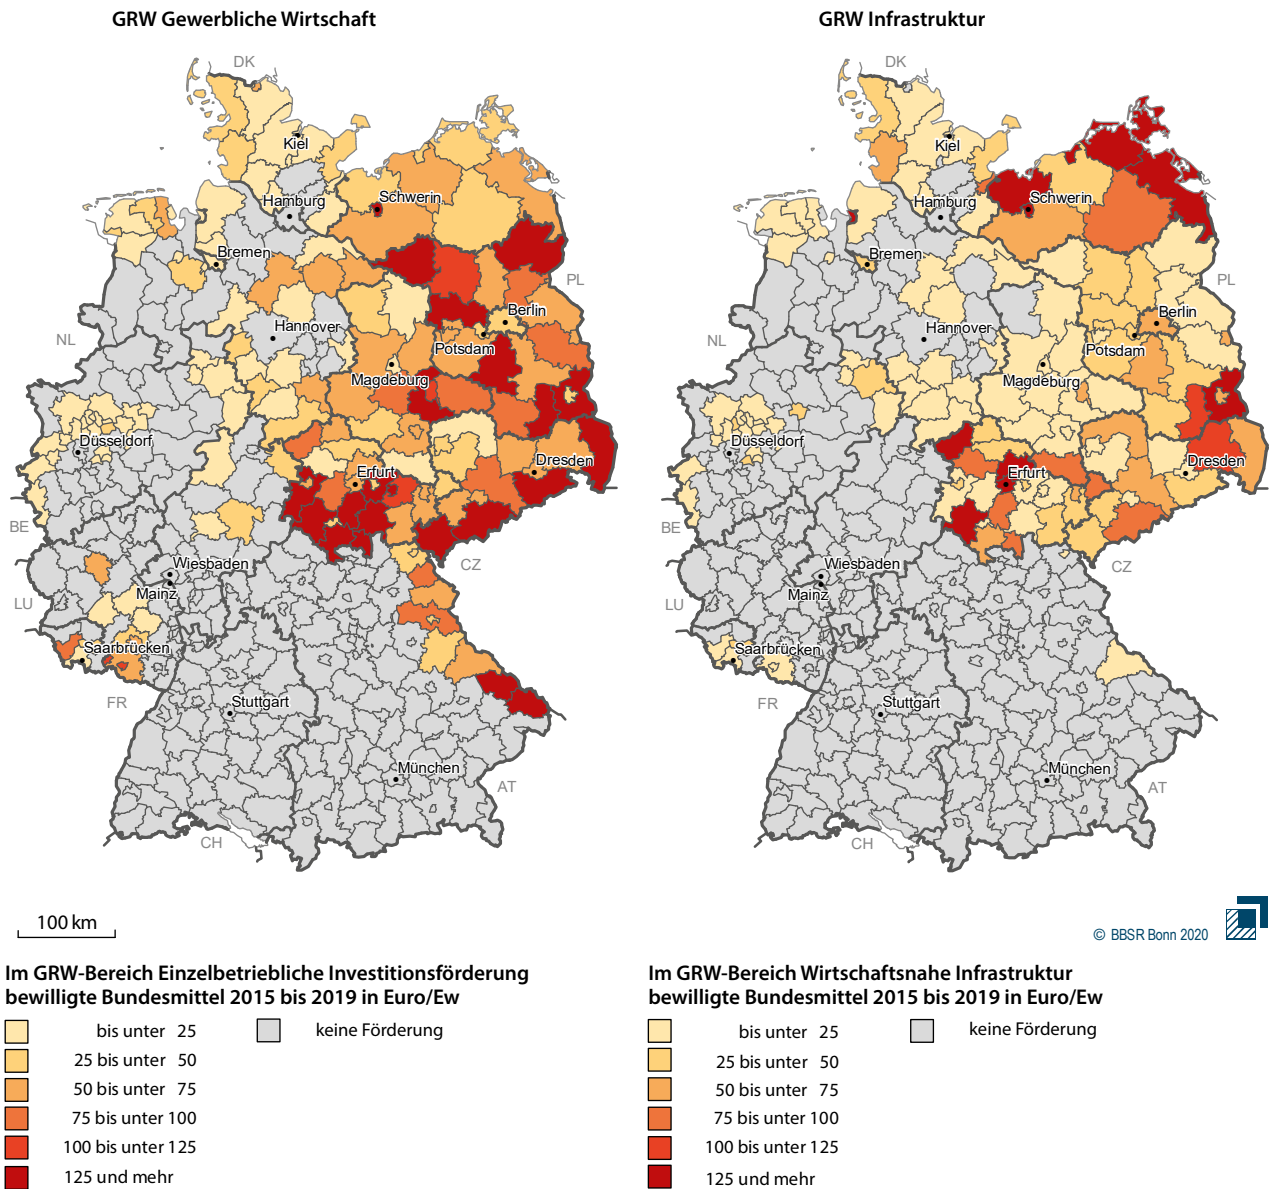 GRW Gewerbliche Wirtschaft
DK
Kiel
Hamburg
Schwerin
Bremen
PL
Berlin
NL
Hannover
Potsdam
Magdeburg
Düsseldorf
Erfurt
Dresden
BE
Wiesbaden
CZ
Mainz
LU
Saarbrücken
FR
Stuttgart
München
AT
CH
GRW Infrastruktur
DK
Kiel
Hamburg
Schwerin
Bremen
PL
Berlin
NL
Hannover
Potsdam
Magdeburg
Düsseldorf
Erfurt
Dresden
BE
Wiesbaden
CZ
Mainz
LU
Saarbrücken
FR
Stuttgart
München
AT
CH
100 km
© BBSR Bonn 2020
Im GRW-Bereich Einzelbetriebliche Investitionsförderung
bewilligte Bundesmittel 2015 bis 2019 in Euro/Ew
bis unter 25
25 bis unter 50
50 bis unter 75
75 bis unter 100
100 bis unter 125
125 und mehr
keine Förderung
Im GRW-Bereich Wirtschaftsnahe Infrastruktur
bewilligte Bundesmittel 2015 bis 2019 in Euro/Ew
bis unter 25
25 bis unter 50
50 bis unter 75
75 bis unter 100
100 bis unter 125
125 und mehr
keine Förderung